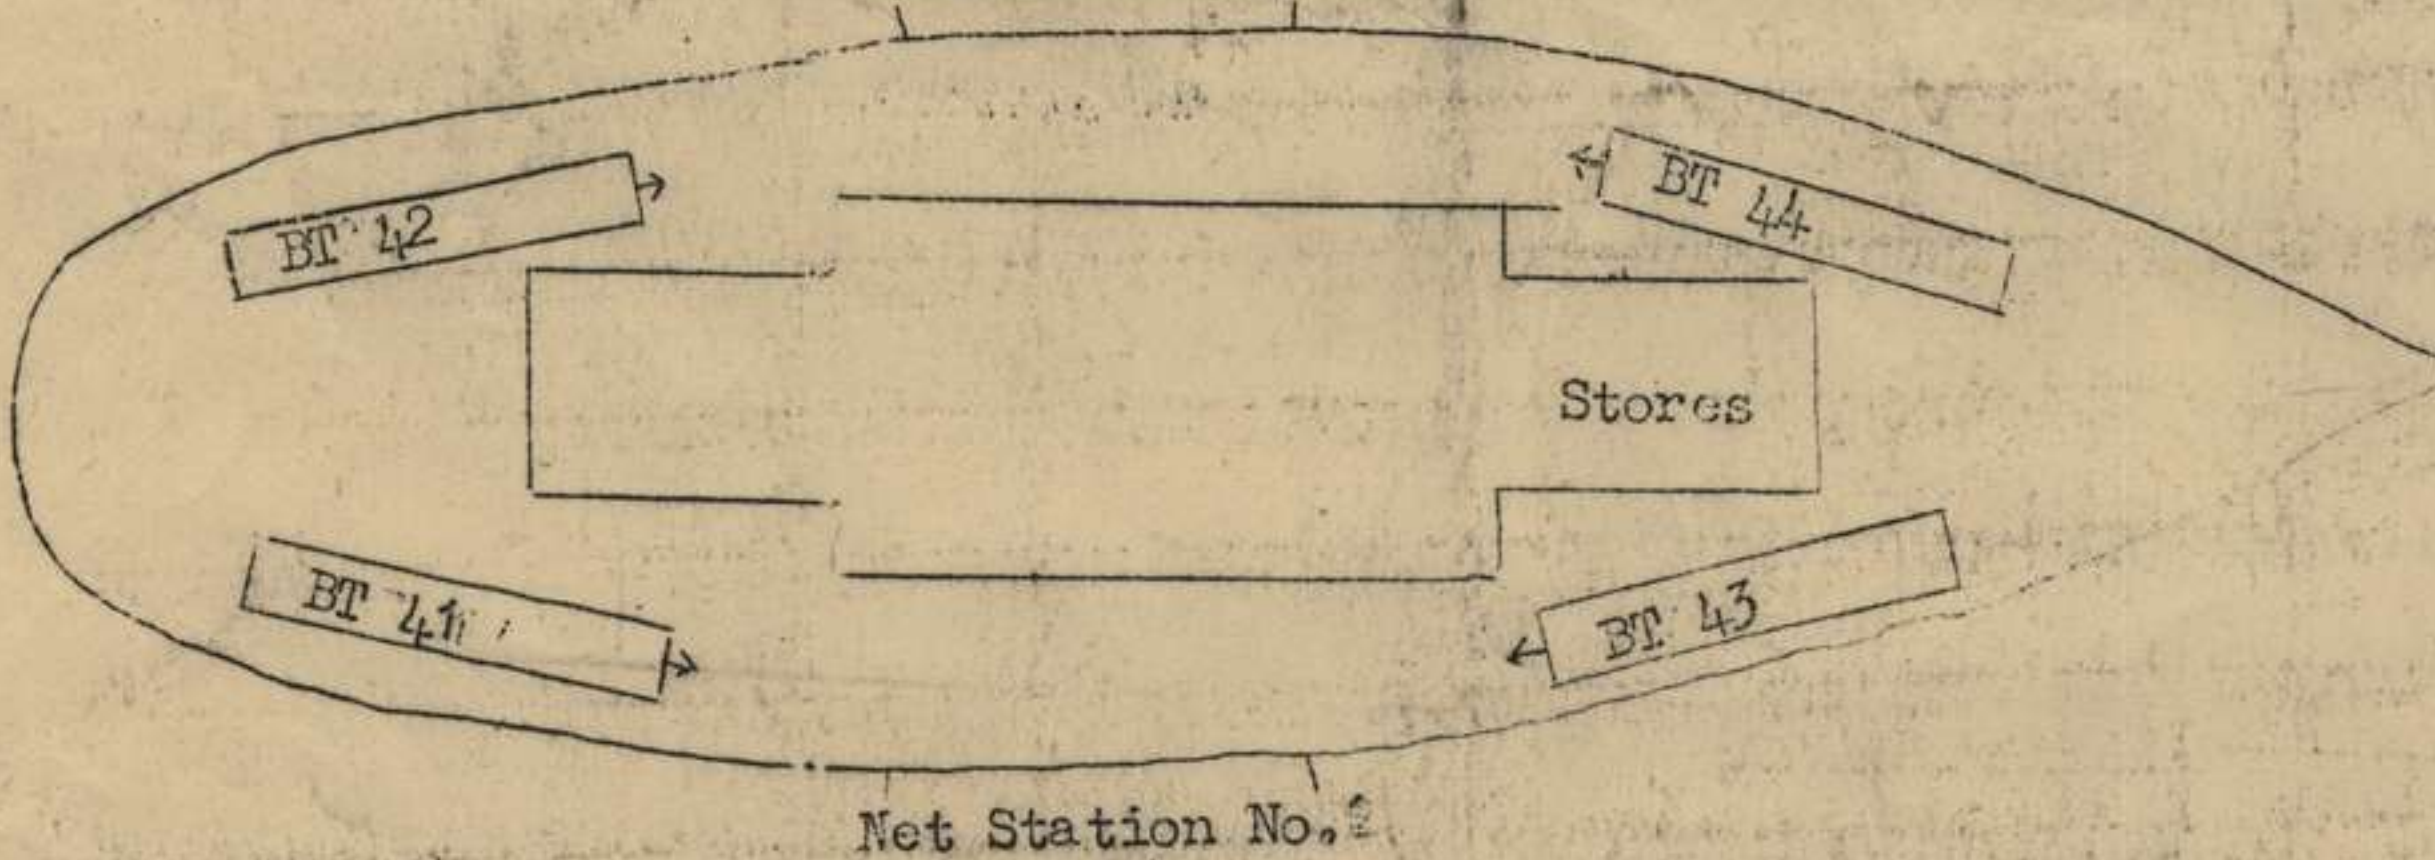 BT 42
BT 44
Stores
BT 41
BT 43
Net Station No.